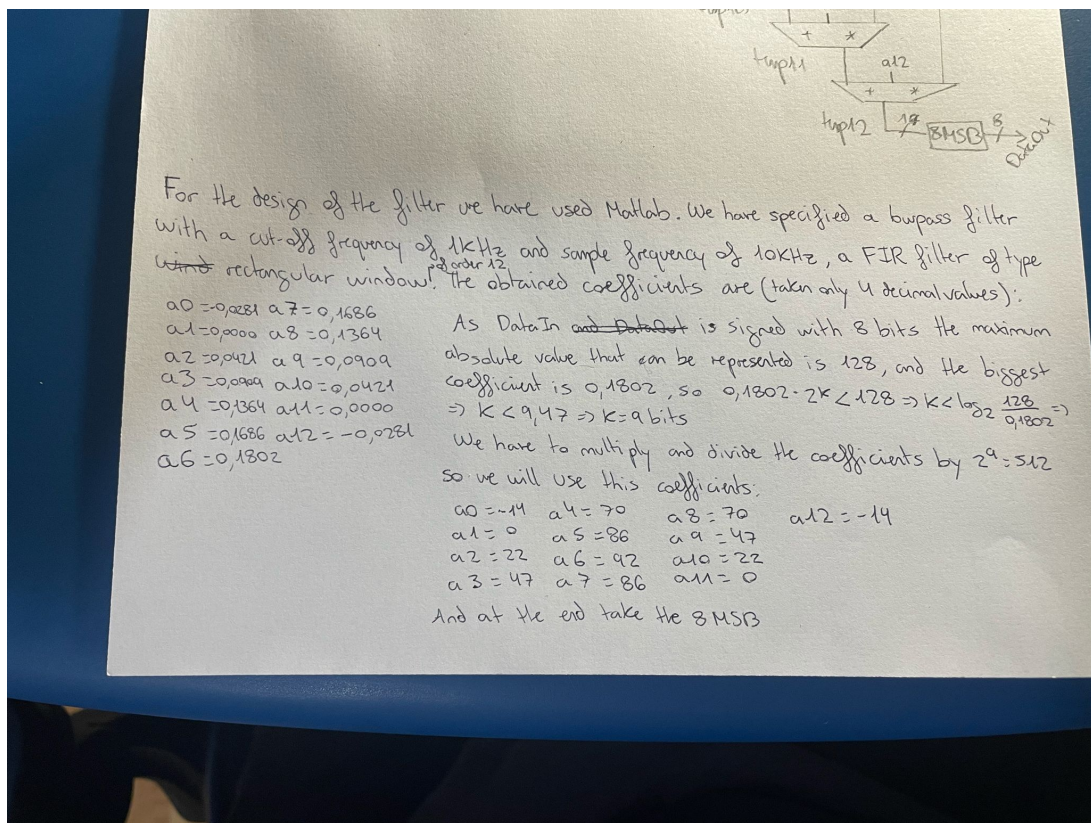 + *
tmp11 a12
+ *
tmp12 8MSB 8 DataOut
For the design of the filter we have used Matlab. We have specified a lowpass filter
with a cut-off frequency of 1kHz and sample frequency of 10kHz, a FIR filter of type
wind rectangular window of order 12. The obtained coefficients are (taken only 4 decimal values):
a0=-0,0281 a7=0,1686
a1=0,0000 a8=0,1364
a2=0,0421 a9=0,0909
a3=0,0909 a10=0,0421
a4=0,1364 a11=0,0000
a5=0,1686 a12=-0,0281
a6=0,1802
As DataIn and DataOut is signed with 8 bits the maximum
absolute value that can be represented is 128, and the biggest
coefficient is 0,1802, so 0,1802·2^k<128 => k<log2 128/0,1802 =>
=> k<9,47 => k=9 bits
We have to multiply and divide the coefficients by 2^9=512
so we will use this coefficients:
a0=-14 a4=70 a8=70 a12=-14
a1=0 a5=86 a9=47
a2=22 a6=92 a10=22
a3=47 a7=86 a11=0
And at the end take the 8 MSB